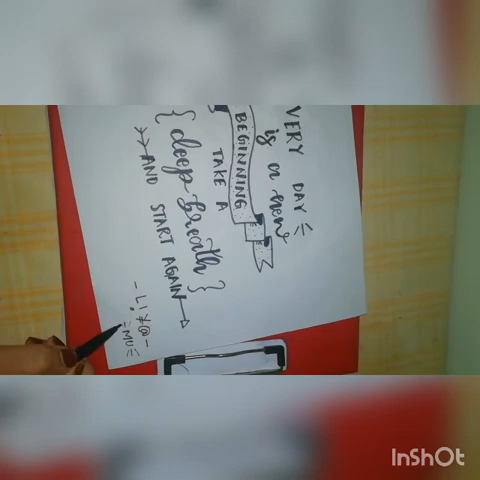 VERY DAY
is a new
BEGINNING
TAKE A
{deep breath}
AND START AGAIN
InShOt